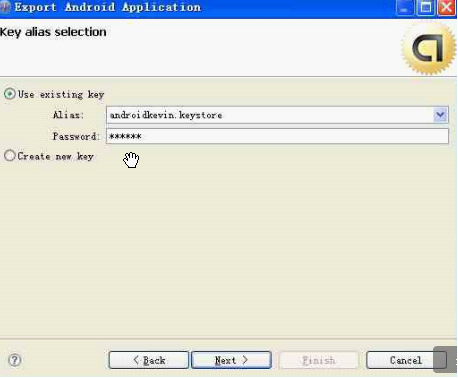 Export Android Application
Key alias selection
Use existing key
Alias: androidkevin.keystore
Password: ******
Create new key
? < Back Next > Finish Cancel